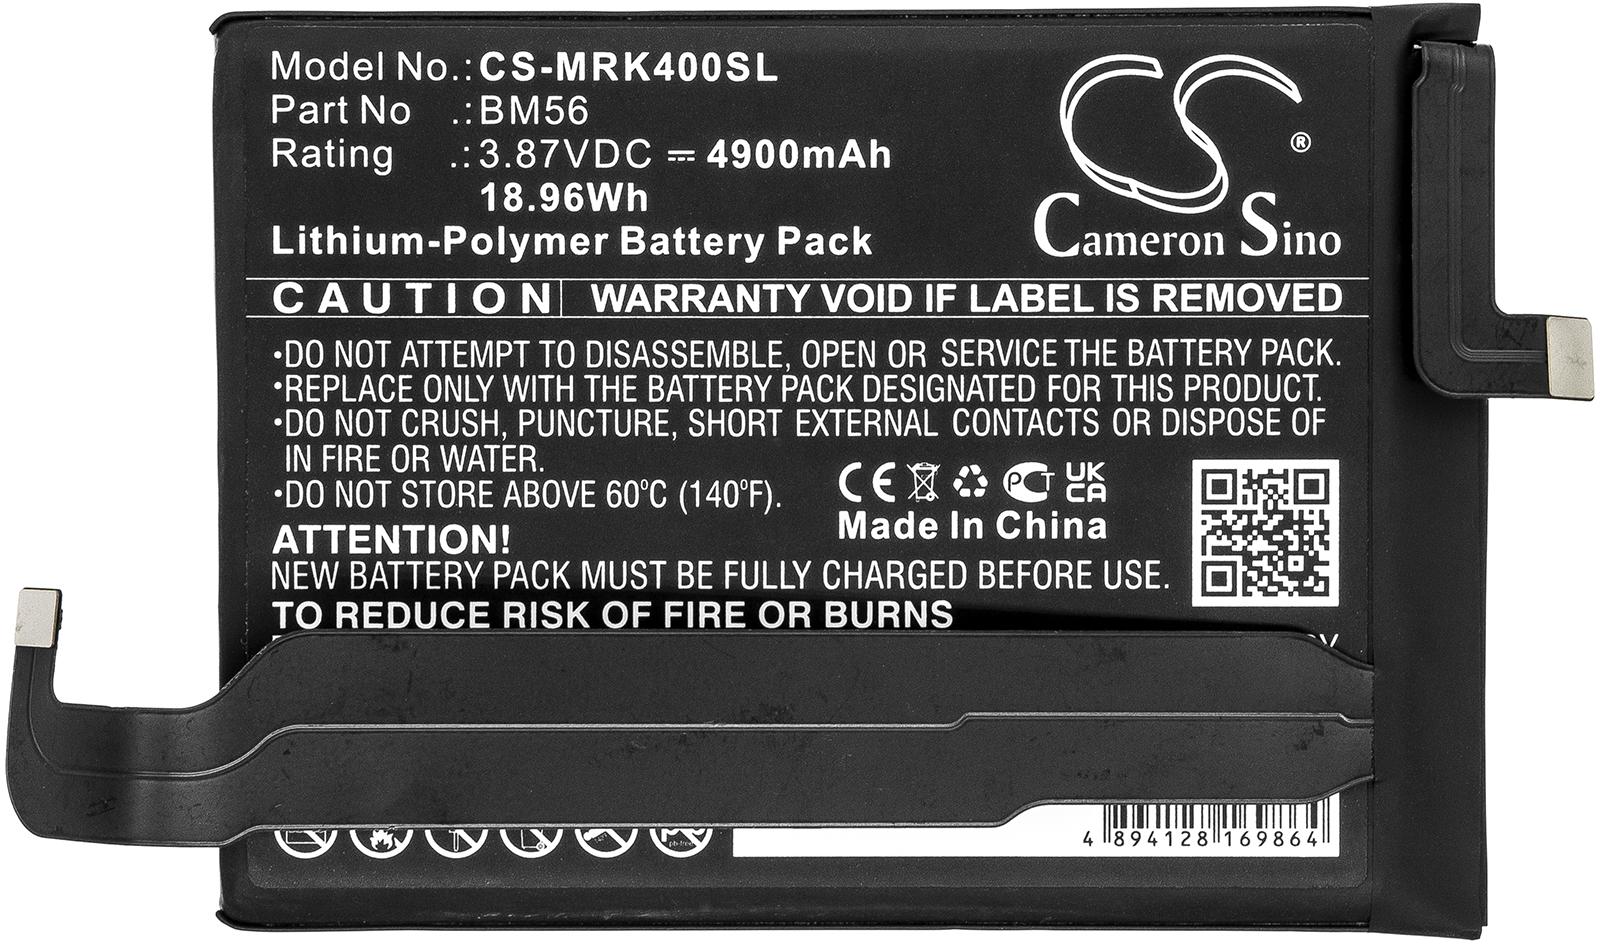 Model No.: CS-MRK400SL
Part No .: BM56
Rating .: 3.87VDC ⎓ 4900mAh
18.96Wh
Lithium-Polymer Battery Pack
CS
®
Cameron Sino
CAUTION | WARRANTY VOID IF LABEL IS REMOVED
•DO NOT ATTEMPT TO DISASSEMBLE, OPEN OR SERVICE THE BATTERY PACK.
•REPLACE ONLY WITH THE BATTERY PACK DESIGNATED FOR THIS PRODUCT.
•DO NOT CRUSH, PUNCTURE, SHORT EXTERNAL CONTACTS OR DISPOSE OF
IN FIRE OR WATER.
•DO NOT STORE ABOVE 60°C (140°F).
CE PCT UK CA
Made In China
ATTENTION!
NEW BATTERY PACK MUST BE FULLY CHARGED BEFORE USE.
TO REDUCE RISK OF FIRE OR BURNS
pb-free
4 894128 169864